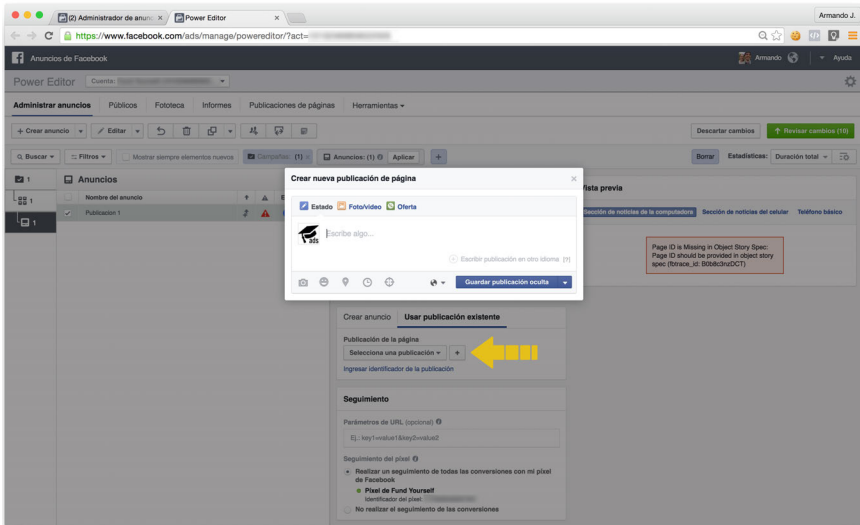 (2) Administrador de anunc
Power Editor
Armando J.
https://www.facebook.com/ads/manage/powereditor/?act=
Anuncios de Facebook
Armando
Ayuda
Power Editor
Cuenta:
Administrar anuncios
Públicos
Fototeca
Informes
Publicaciones de páginas
Herramientas
+ Crear anuncio
Editar
Descartar cambios
Revisar cambios (10)
Buscar
Filtros
Mostrar siempre elementos nuevos
Campañas: (1)
Anuncios: (1)
Aplicar
+
Borrar
Estadísticas: Duración total
1
Anuncios
Nombre del anuncio
E
1
Publicacion 1
1
Crear nueva publicación de página
Estado
Foto/video
Oferta
ads
Escribe algo...
Escribir publicación en otro idioma [?]
Guardar publicación oculta
Vista previa
Sección de noticias de la computadora
Sección de noticias del celular
Teléfono básico
Page ID is Missing in Object Story Spec:
Page ID should be provided in object story
spec (fbtrace_id: B0b8c3nzDCT)
Crear anuncio
Usar publicación existente
Publicación de la página
Selecciona una publicación
+
Ingresar identificador de la publicación
Seguimiento
Parámetros de URL (opcional)
Ej.: key1=value1&key2=value2
Seguimiento del píxel
Realizar un seguimiento de todas las conversiones con mi píxel
de Facebook
Pixel de Fund Yourself
Identificador del píxel:
No realizar el seguimiento de las conversiones